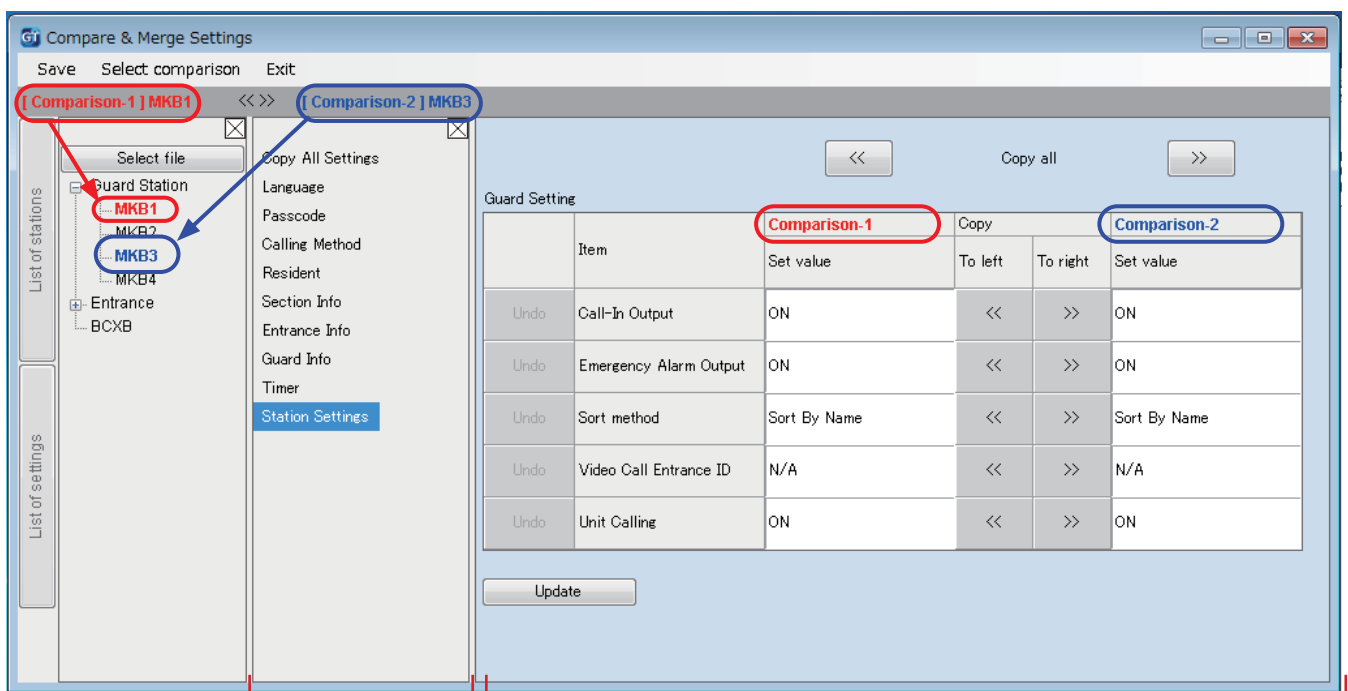 GT Compare & Merge Settings
Save Select comparison Exit
[ Comparison-1 ] MKB1 << >> [ Comparison-2 ] MKB3
List of stations
List of settings
Select file
Guard Station
MKB1
MKB2
MKB3
MKB4
Entrance
BCXB
Copy All Settings
Language
Passcode
Calling Method
Resident
Section Info
Entrance Info
Guard Info
Timer
Station Settings
<< Copy all >>
Guard Setting
Comparison-1 Copy Comparison-2
Item Set value To left To right Set value
Undo Call-In Output ON << >> ON
Undo Emergency Alarm Output ON << >> ON
Undo Sort method Sort By Name << >> Sort By Name
Undo Video Call Entrance ID N/A << >> N/A
Undo Unit Calling ON << >> ON
Update